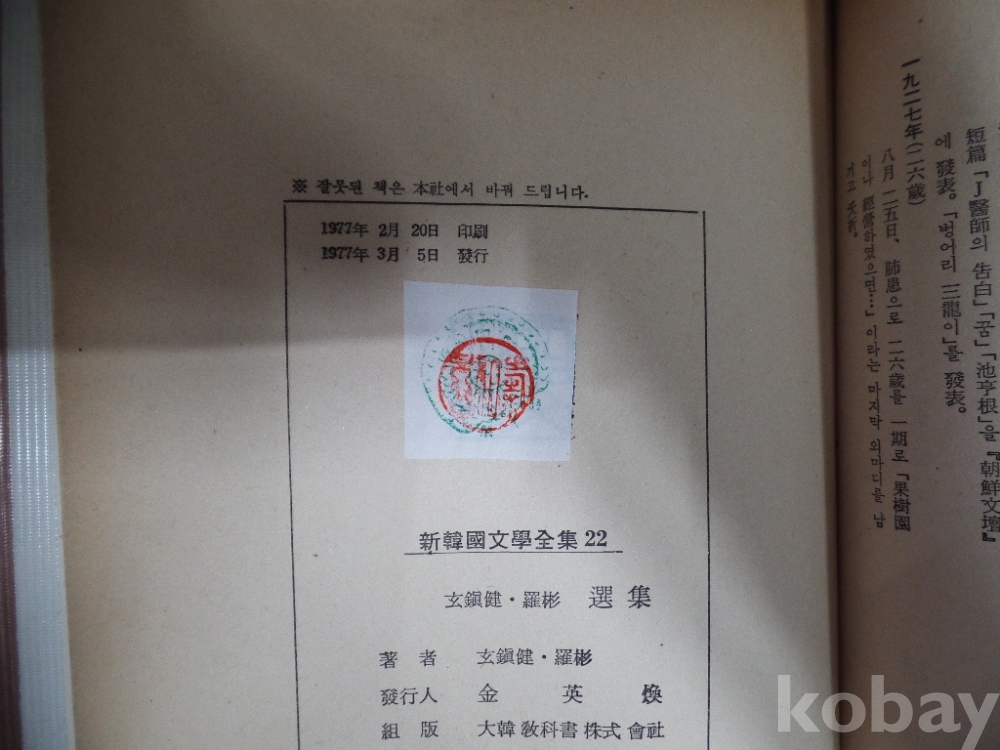 ※ 잘못된 책은 本社에서 바꿔 드립니다.
1977年 2月 20日 印刷
1977年 3月 5日 發行
新韓國文學全集 22
玄鎭健・羅彬 選集
著者 玄鎭健・羅彬
發行人 金英煥
組版 大韓敎科書株式會社
短篇「J醫師의 告白」「꿈」「池亨根」을『朝鮮文壇』
에 發表。「벙어리 三龍이」를 發表。
一九二七年(二六歲)
八月 二五日、肺患으로 二六歲를 一期로「果樹園
이나 經營하였으면…」이라는 마지막 외마디를 남
기고 夭折。
kobay